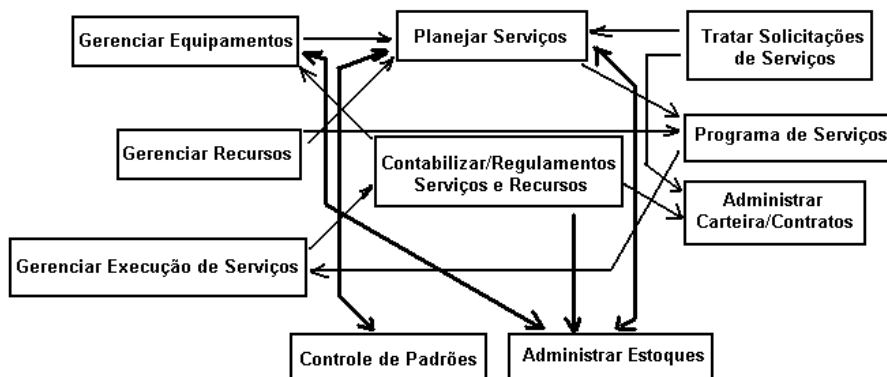 Gerenciar Equipamentos
Planejar Serviços
Tratar Solicitações
de Serviços
Programa de Serviços
Gerenciar Recursos
Contabilizar/Regulamentos
Serviços e Recursos
Administrar
Carteira/Contratos
Gerenciar Execução de Serviços
Controle de Padrões
Administrar Estoques